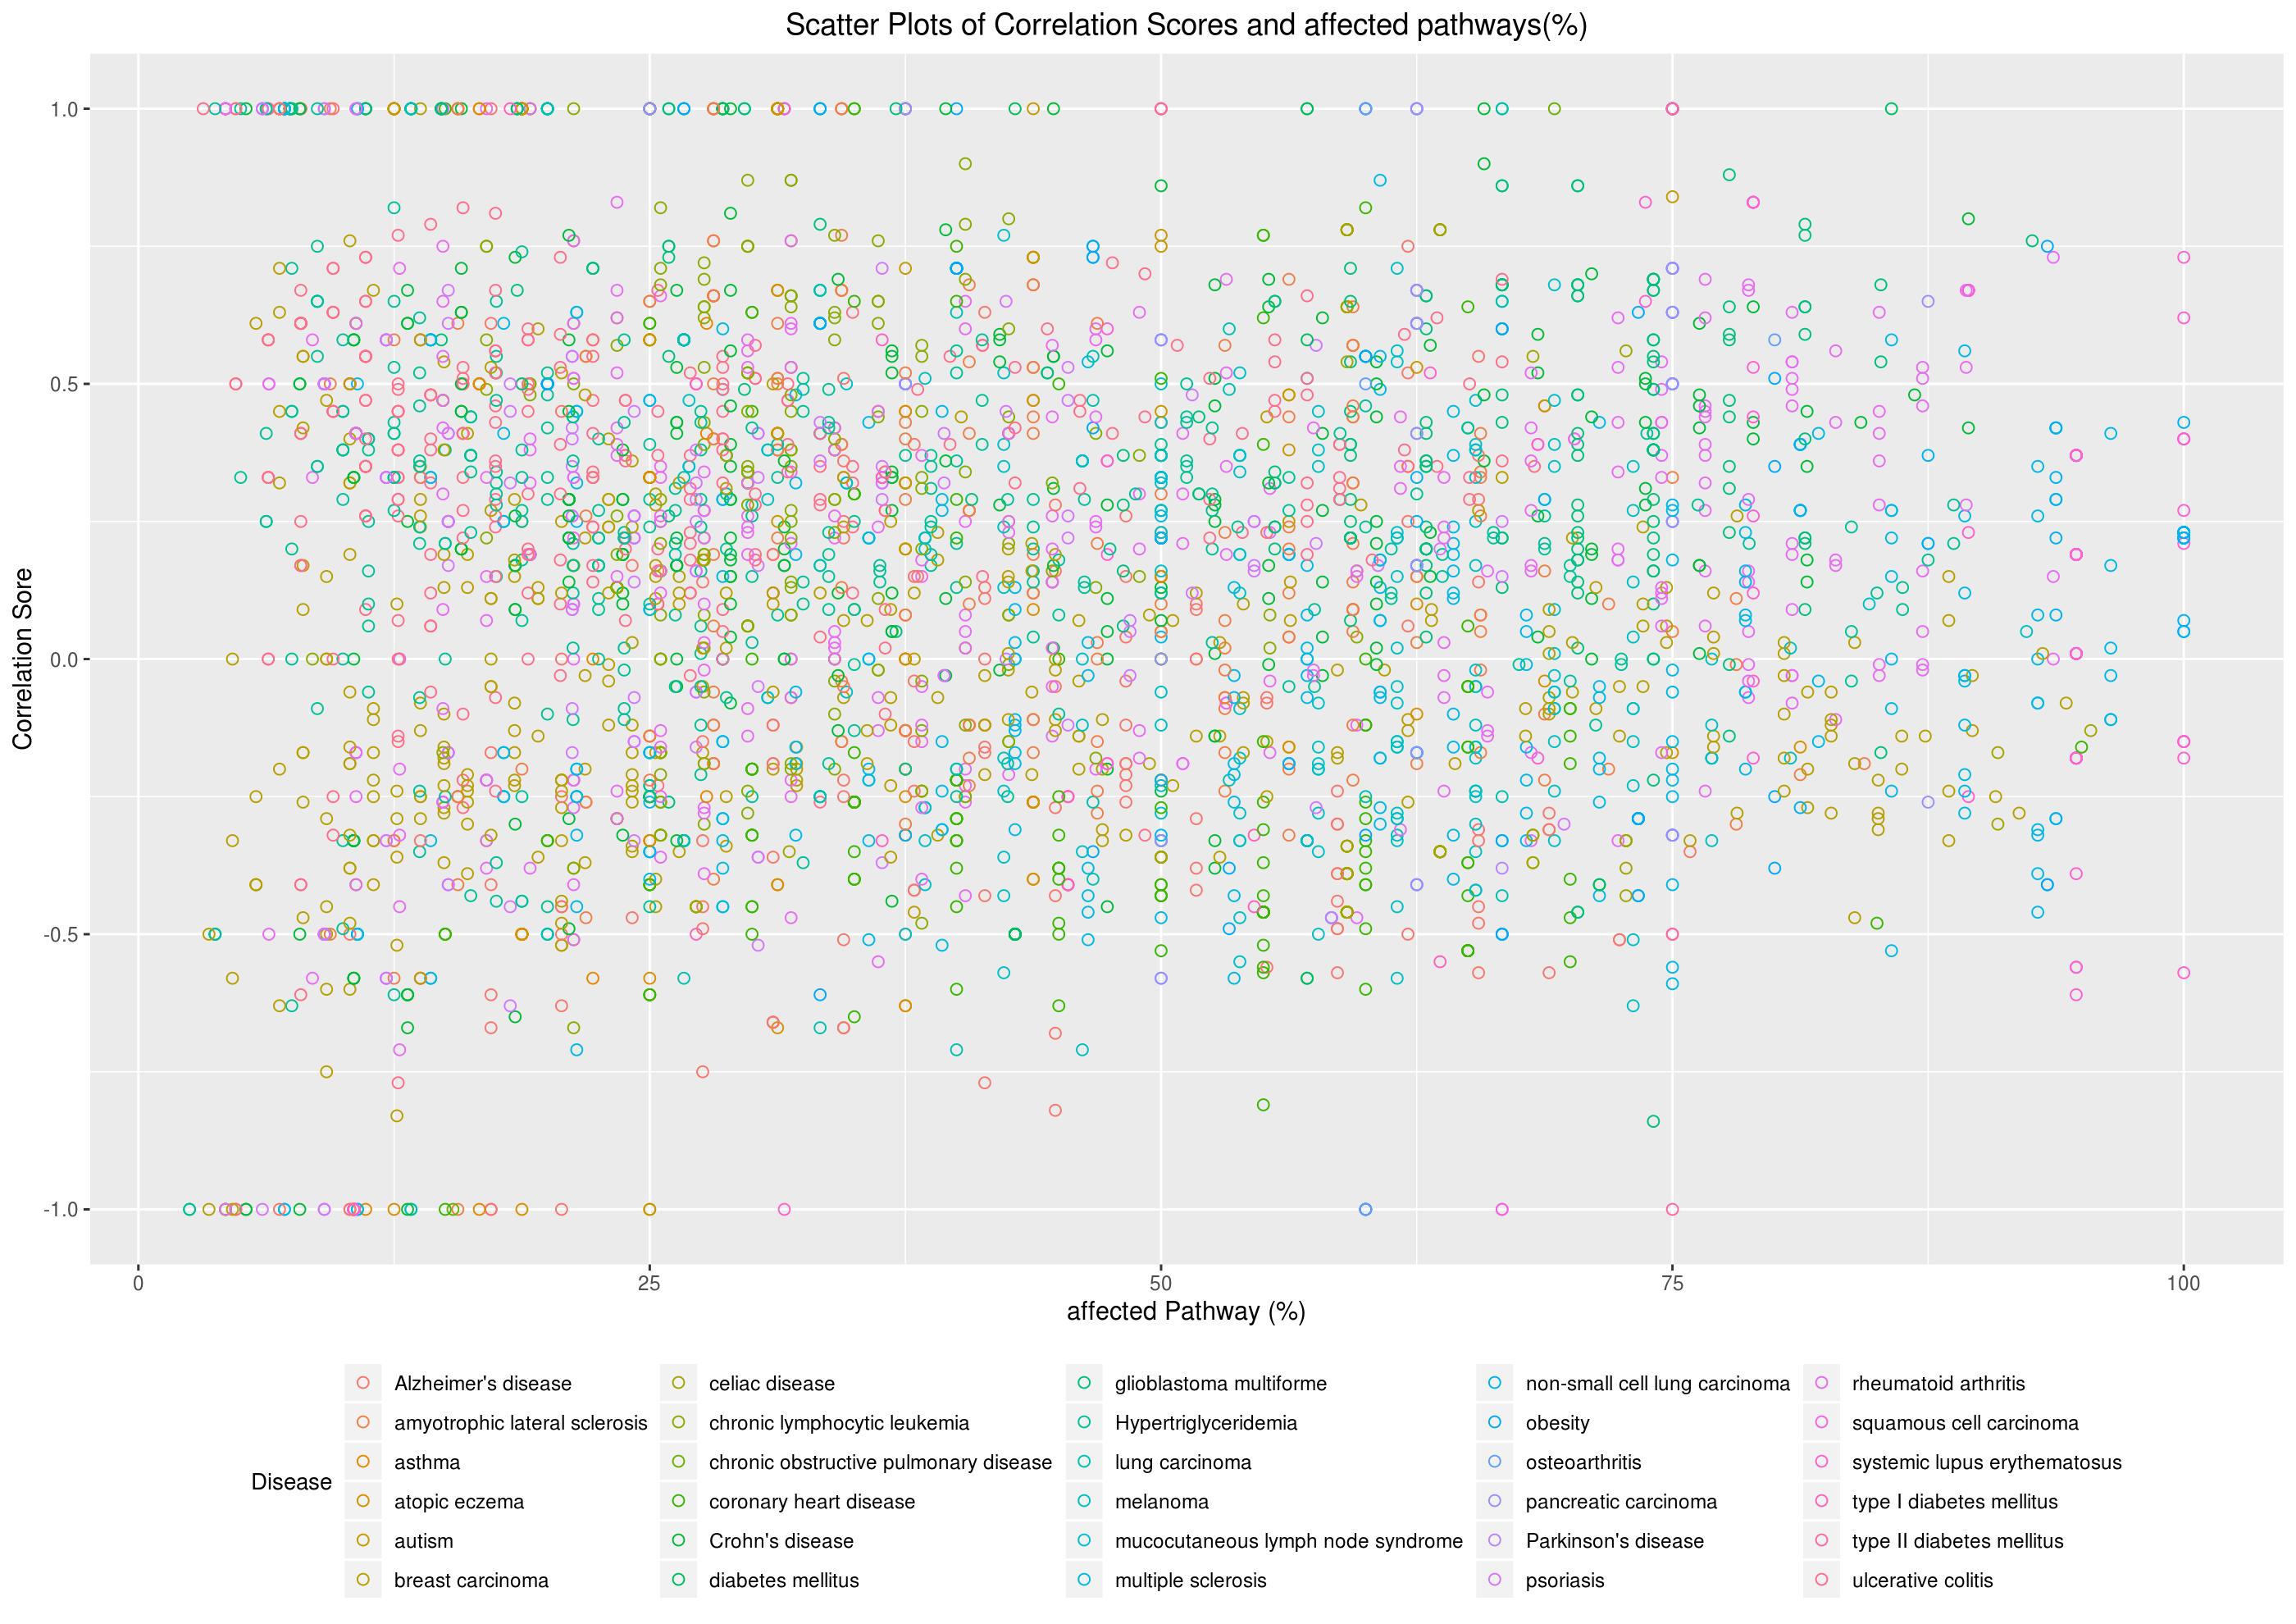 Scatter Plots of Correlation Scores and affected pathways(%)
Correlation Sore
1.0
0.5
0.0
-0.5
-1.0
0 25 50 75 100
affected Pathway (%)
Disease
Alzheimer's disease
amyotrophic lateral sclerosis
asthma
atopic eczema
autism
breast carcinoma
celiac disease
chronic lymphocytic leukemia
chronic obstructive pulmonary disease
coronary heart disease
Crohn's disease
diabetes mellitus
glioblastoma multiforme
Hypertriglyceridemia
lung carcinoma
melanoma
mucocutaneous lymph node syndrome
multiple sclerosis
non-small cell lung carcinoma
obesity
osteoarthritis
pancreatic carcinoma
Parkinson's disease
psoriasis
rheumatoid arthritis
squamous cell carcinoma
systemic lupus erythematosus
type I diabetes mellitus
type II diabetes mellitus
ulcerative colitis